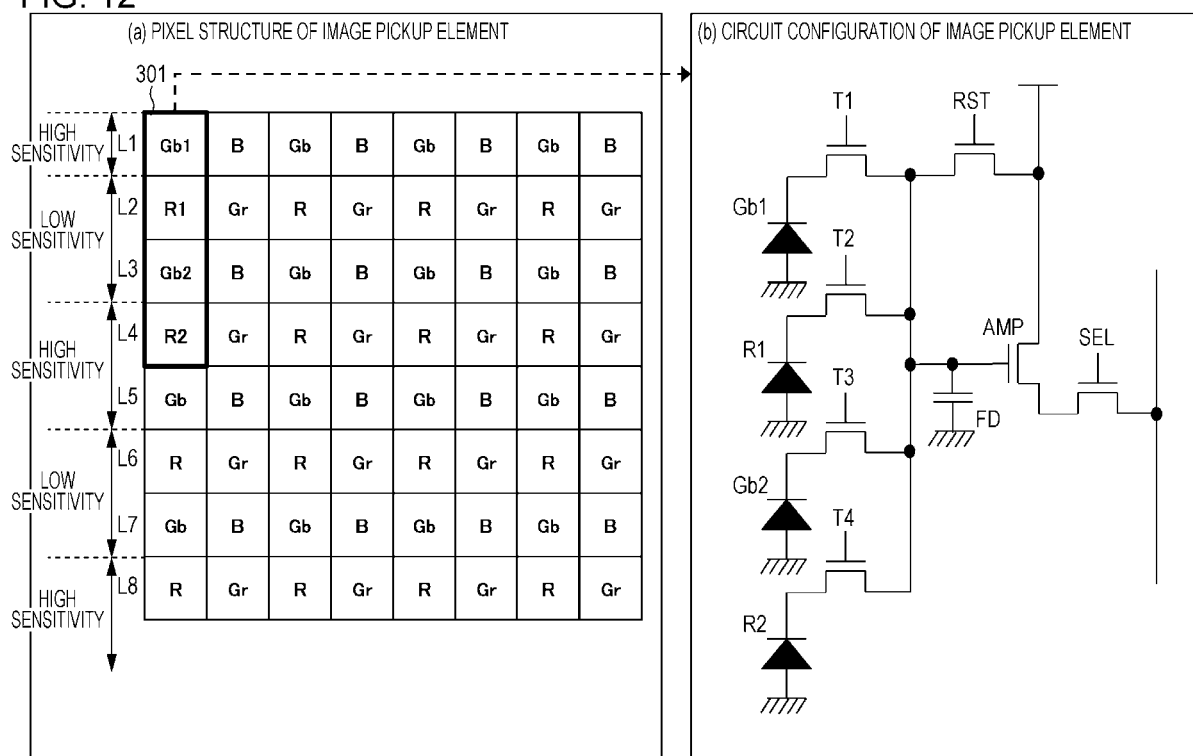 FIG. 12
(a) PIXEL STRUCTURE OF IMAGE PICKUP ELEMENT
301
HIGH SENSITIVITY
LOW SENSITIVITY
HIGH SENSITIVITY
LOW SENSITIVITY
HIGH SENSITIVITY
L1 Gb1 B Gb B Gb B Gb B
L2 R1 Gr R Gr R Gr R Gr
L3 Gb2 B Gb B Gb B Gb B
L4 R2 Gr R Gr R Gr R Gr
L5 Gb B Gb B Gb B Gb B
L6 R Gr R Gr R Gr R Gr
L7 Gb B Gb B Gb B Gb B
L8 R Gr R Gr R Gr R Gr
(b) CIRCUIT CONFIGURATION OF IMAGE PICKUP ELEMENT
T1
RST
Gb1
T2
R1
T3
AMP
SEL
FD
Gb2
T4
R2